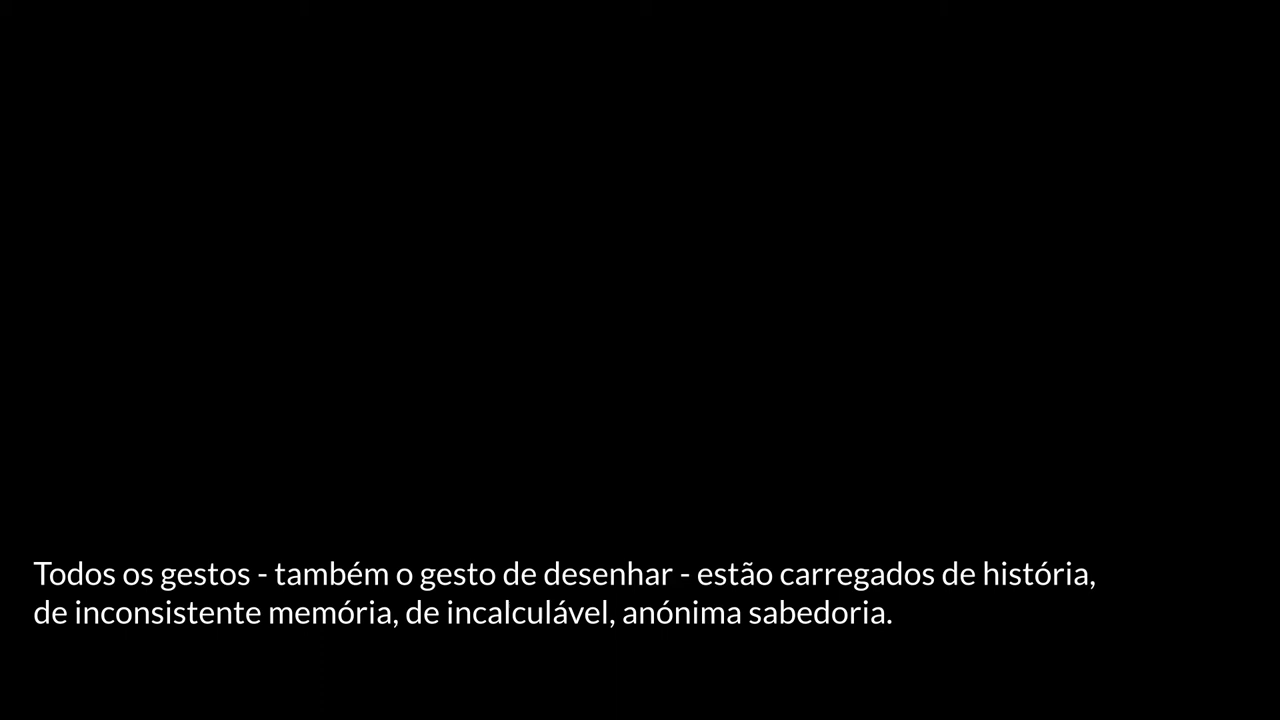 Todos os gestos - também o gesto de desenhar - estão carregados de história,
de inconsistente memória, de incalculável, anónima sabedoria.